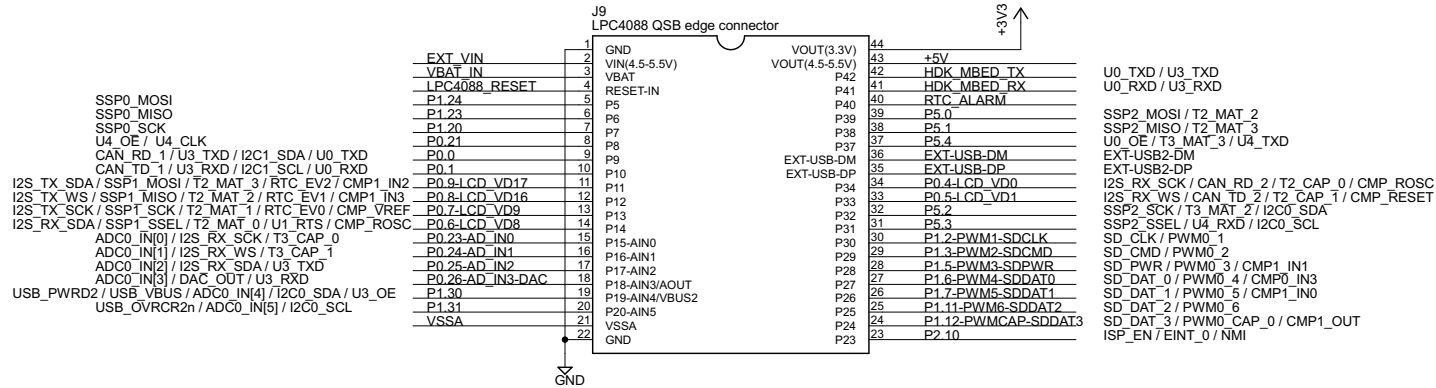 J9
LPC4088 QSB edge connector
+3V3
1 GND VOUT(3.3V) 44
EXT_VIN 2 VIN(4.5-5.5V) VOUT(4.5-5.5V) 43 +5V
VBAT_IN 3 VBAT P42 42 HDK_MBED_TX U0_TXD / U3_TXD
LPC4088_RESET 4 RESET-IN P41 41 HDK_MBED_RX U0_RXD / U3_RXD
SSP0_MOSI P1.24 5 P5 P40 40 RTC_ALARM
SSP0_MISO P1.23 6 P6 P39 39 P5.0 SSP2_MOSI / T2_MAT_2
SSP0_SCK P1.20 7 P7 P38 38 P5.1 SSP2_MISO / T2_MAT_3
U4_OE / U4_CLK P0.21 8 P8 P37 37 P5.4 U0_OE / T3_MAT_3 / U4_TXD
CAN_RD_1 / U3_TXD / I2C1_SDA / U0_TXD P0.0 9 P9 EXT-USB-DM 36 EXT-USB-DM EXT-USB2-DM
CAN_TD_1 / U3_RXD / I2C1_SCL / U0_RXD P0.1 10 P10 EXT-USB-DP 35 EXT-USB-DP EXT-USB2-DP
I2S_TX_SDA / SSP1_MOSI / T2_MAT_3 / RTC_EV2 / CMP1_IN2 P0.9-LCD_VD17 11 P11 P34 34 P0.4-LCD_VD0 I2S_RX_SCK / CAN_RD_2 / T2_CAP_0 / CMP_ROSC
I2S_TX_WS / SSP1_MISO / T2_MAT_2 / RTC_EV1 / CMP1_IN3 P0.8-LCD_VD16 12 P12 P33 33 P0.5-LCD_VD1 I2S_RX_WS / CAN_TD_2 / T2_CAP_1 / CMP_RESET
I2S_TX_SCK / SSP1_SCK / T2_MAT_1 / RTC_EV0 / CMP_VREF P0.7-LCD_VD9 13 P13 P32 32 P5.2 SSP2_SCK / T3_MAT_2 / I2C0_SDA
I2S_RX_SDA / SSP1_SSEL / T2_MAT_0 / U1_RTS / CMP_ROSC P0.6-LCD_VD8 14 P14 P31 31 P5.3 SSP2_SSEL / U4_RXD / I2C0_SCL
ADC0_IN[0] / I2S_RX_SCK / T3_CAP_0 P0.23-AD_IN0 15 P15-AIN0 P30 30 P1.2-PWM1-SDCLK SD_CLK / PWM0_1
ADC0_IN[1] / I2S_RX_WS / T3_CAP_1 P0.24-AD_IN1 16 P16-AIN1 P29 29 P1.3-PWM2-SDCMD SD_CMD / PWM0_2
ADC0_IN[2] / I2S_RX_SDA / U3_TXD P0.25-AD_IN2 17 P17-AIN2 P28 28 P1.5-PWM3-SDPWR SD_PWR / PWM0_3 / CMP1_IN1
ADC0_IN[3] / DAC_OUT / U3_RXD P0.26-AD_IN3-DAC 18 P18-AIN3/AOUT P27 27 P1.6-PWM4-SDDAT0 SD_DAT_0 / PWM0_4 / CMP0_IN3
USB_PWRD2 / USB_VBUS / ADC0_IN[4] / I2C0_SDA / U3_OE P1.30 19 P19-AIN4/VBUS2 P26 26 P1.7-PWM5-SDDAT1 SD_DAT_1 / PWM0_5 / CMP1_IN0
USB_OVRCR2n / ADC0_IN[5] / I2C0_SCL P1.31 20 P20-AIN5 P25 25 P1.11-PWM6-SDDAT2 SD_DAT_2 / PWM0_6
VSSA 21 VSSA P24 24 P1.12-PWMCAP-SDDAT3 SD_DAT_3 / PWM0_CAP_0 / CMP1_OUT
22 GND P23 23 P2.10 ISP_EN / EINT_0 / NMI
GND